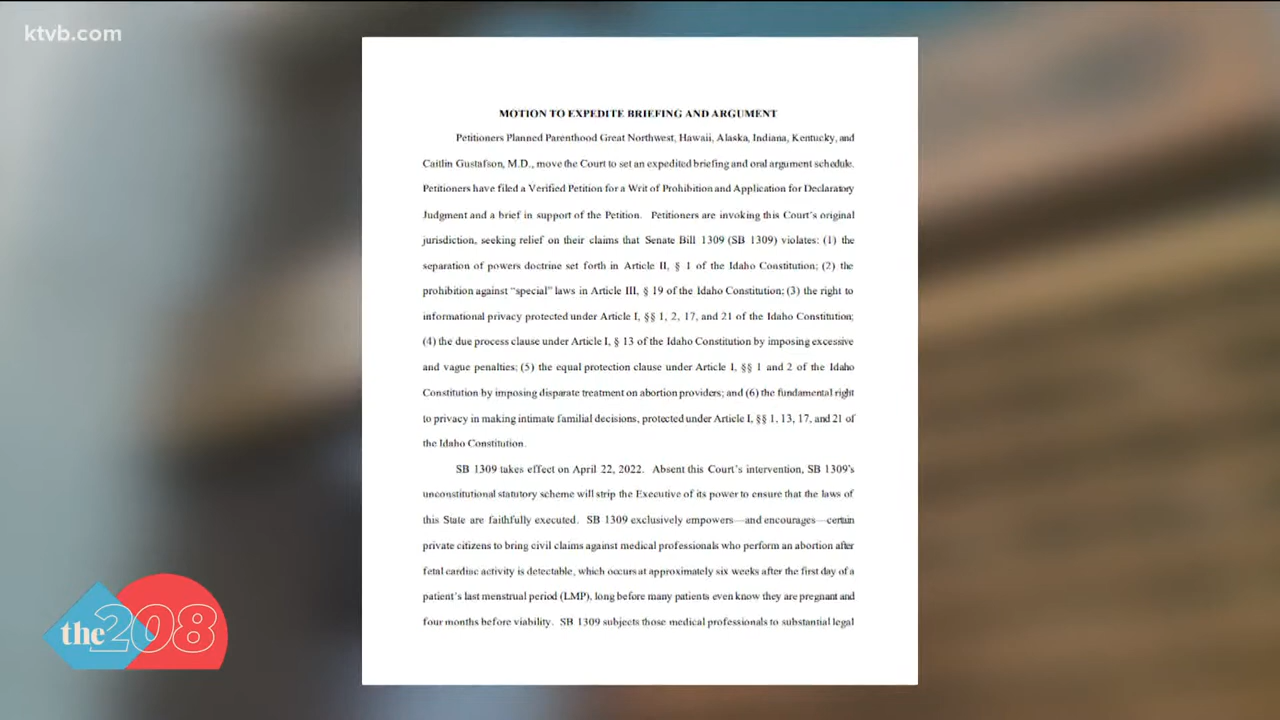 ktvb.com
MOTION TO EXPEDITE BRIEFING AND ARGUMENT
Petitioners Planned Parenthood Great Northwest, Hawaii, Alaska, Indiana, Kentucky, and
Caitlin Gustafson, M.D., move the Court to set an expedited briefing and oral argument schedule.
Petitioners have filed a Verified Petition for a Writ of Prohibition and Application for Declaratory
Judgment and a brief in support of the Petition. Petitioners are invoking this Court's original
jurisdiction, seeking relief on their claims that Senate Bill 1309 (SB 1309) violates: (1) the
separation of powers doctrine set forth in Article II, § 1 of the Idaho Constitution; (2) the
prohibition against “special” laws in Article III, § 19 of the Idaho Constitution; (3) the right to
informational privacy protected under Article I, §§ 1, 2, 17, and 21 of the Idaho Constitution;
(4) the due process clause under Article I, § 13 of the Idaho Constitution by imposing excessive
and vague penalties; (5) the equal protection clause under Article I, §§ 1 and 2 of the Idaho
Constitution by imposing disparate treatment on abortion providers; and (6) the fundamental right
to privacy in making intimate familial decisions, protected under Article I, §§ 1, 13, 17, and 21 of
the Idaho Constitution.
SB 1309 takes effect on April 22, 2022. Absent this Court's intervention, SB 1309's
unconstitutional statutory scheme will strip the Executive of its power to ensure that the laws of
this State are faithfully executed. SB 1309 exclusively empowers—and encourages—certain
private citizens to bring civil claims against medical professionals who perform an abortion after
fetal cardiac activity is detectable, which occurs at approximately six weeks after the first day of a
patient's last menstrual period (LMP), long before many patients even know they are pregnant and
four months before viability. SB 1309 subjects those medical professionals to substantial legal
the 208